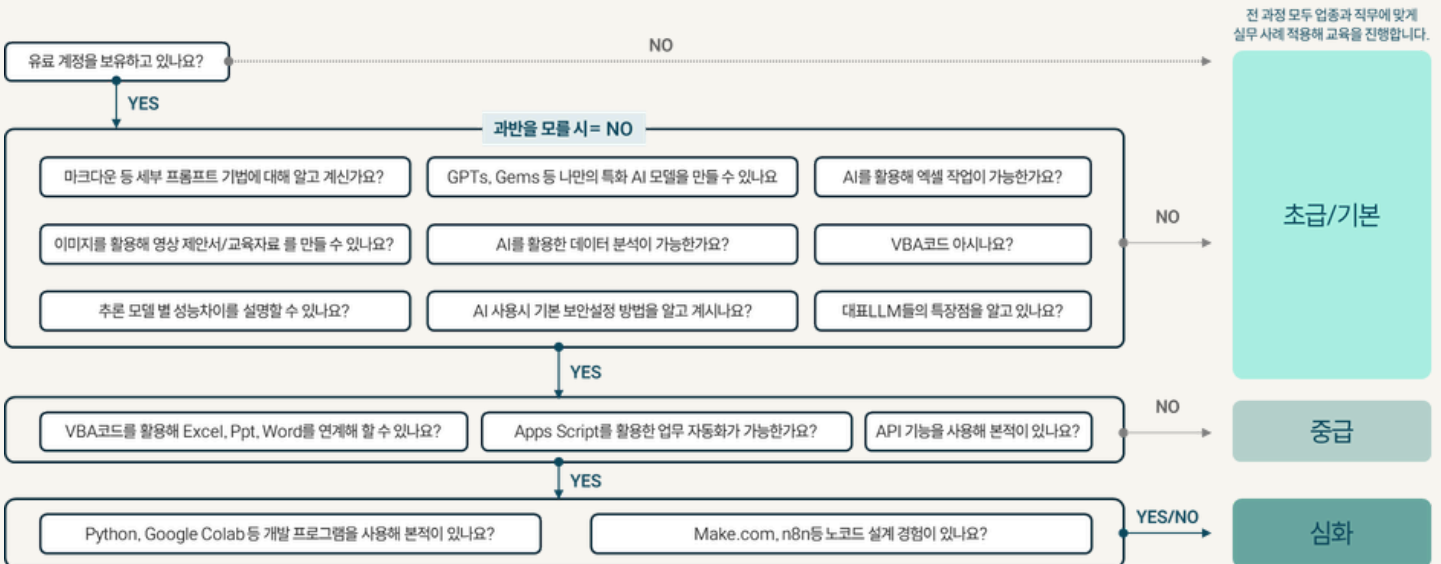 전 과정 모두 업종과 직무에 맞게
실무 사례 적용해 교육을 진행합니다.
유료 계정을 보유하고 있나요?
NO
YES
과반을 모를 시= NO
마크다운 등 세부 프롬프트 기법에 대해 알고 계신가요?
GPTs, Gems 등 나만의 특화 AI 모델을 만들 수 있나요
AI를 활용해 엑셀 작업이 가능한가요?
이미지를 활용해 영상 제안서/교육자료 를 만들 수 있나요?
AI를 활용한 데이터 분석이 가능한가요?
VBA코드 아시나요?
추론 모델 별 성능차이를 설명할 수 있나요?
AI 사용시 기본 보안설정 방법을 알고 계시나요?
대표LLM들의 특장점을 알고 있나요?
NO
초급/기본
YES
VBA코드를 활용해 Excel, Ppt, Word를 연계해 할 수 있나요?
Apps Script를 활용한 업무 자동화가 가능한가요?
API 기능을 사용해 본적이 있나요?
NO
중급
YES
Python, Google Colab 등 개발 프로그램을 사용해 본적이 있나요?
Make.com, n8n등 노코드 설계 경험이 있나요?
YES/NO
심화